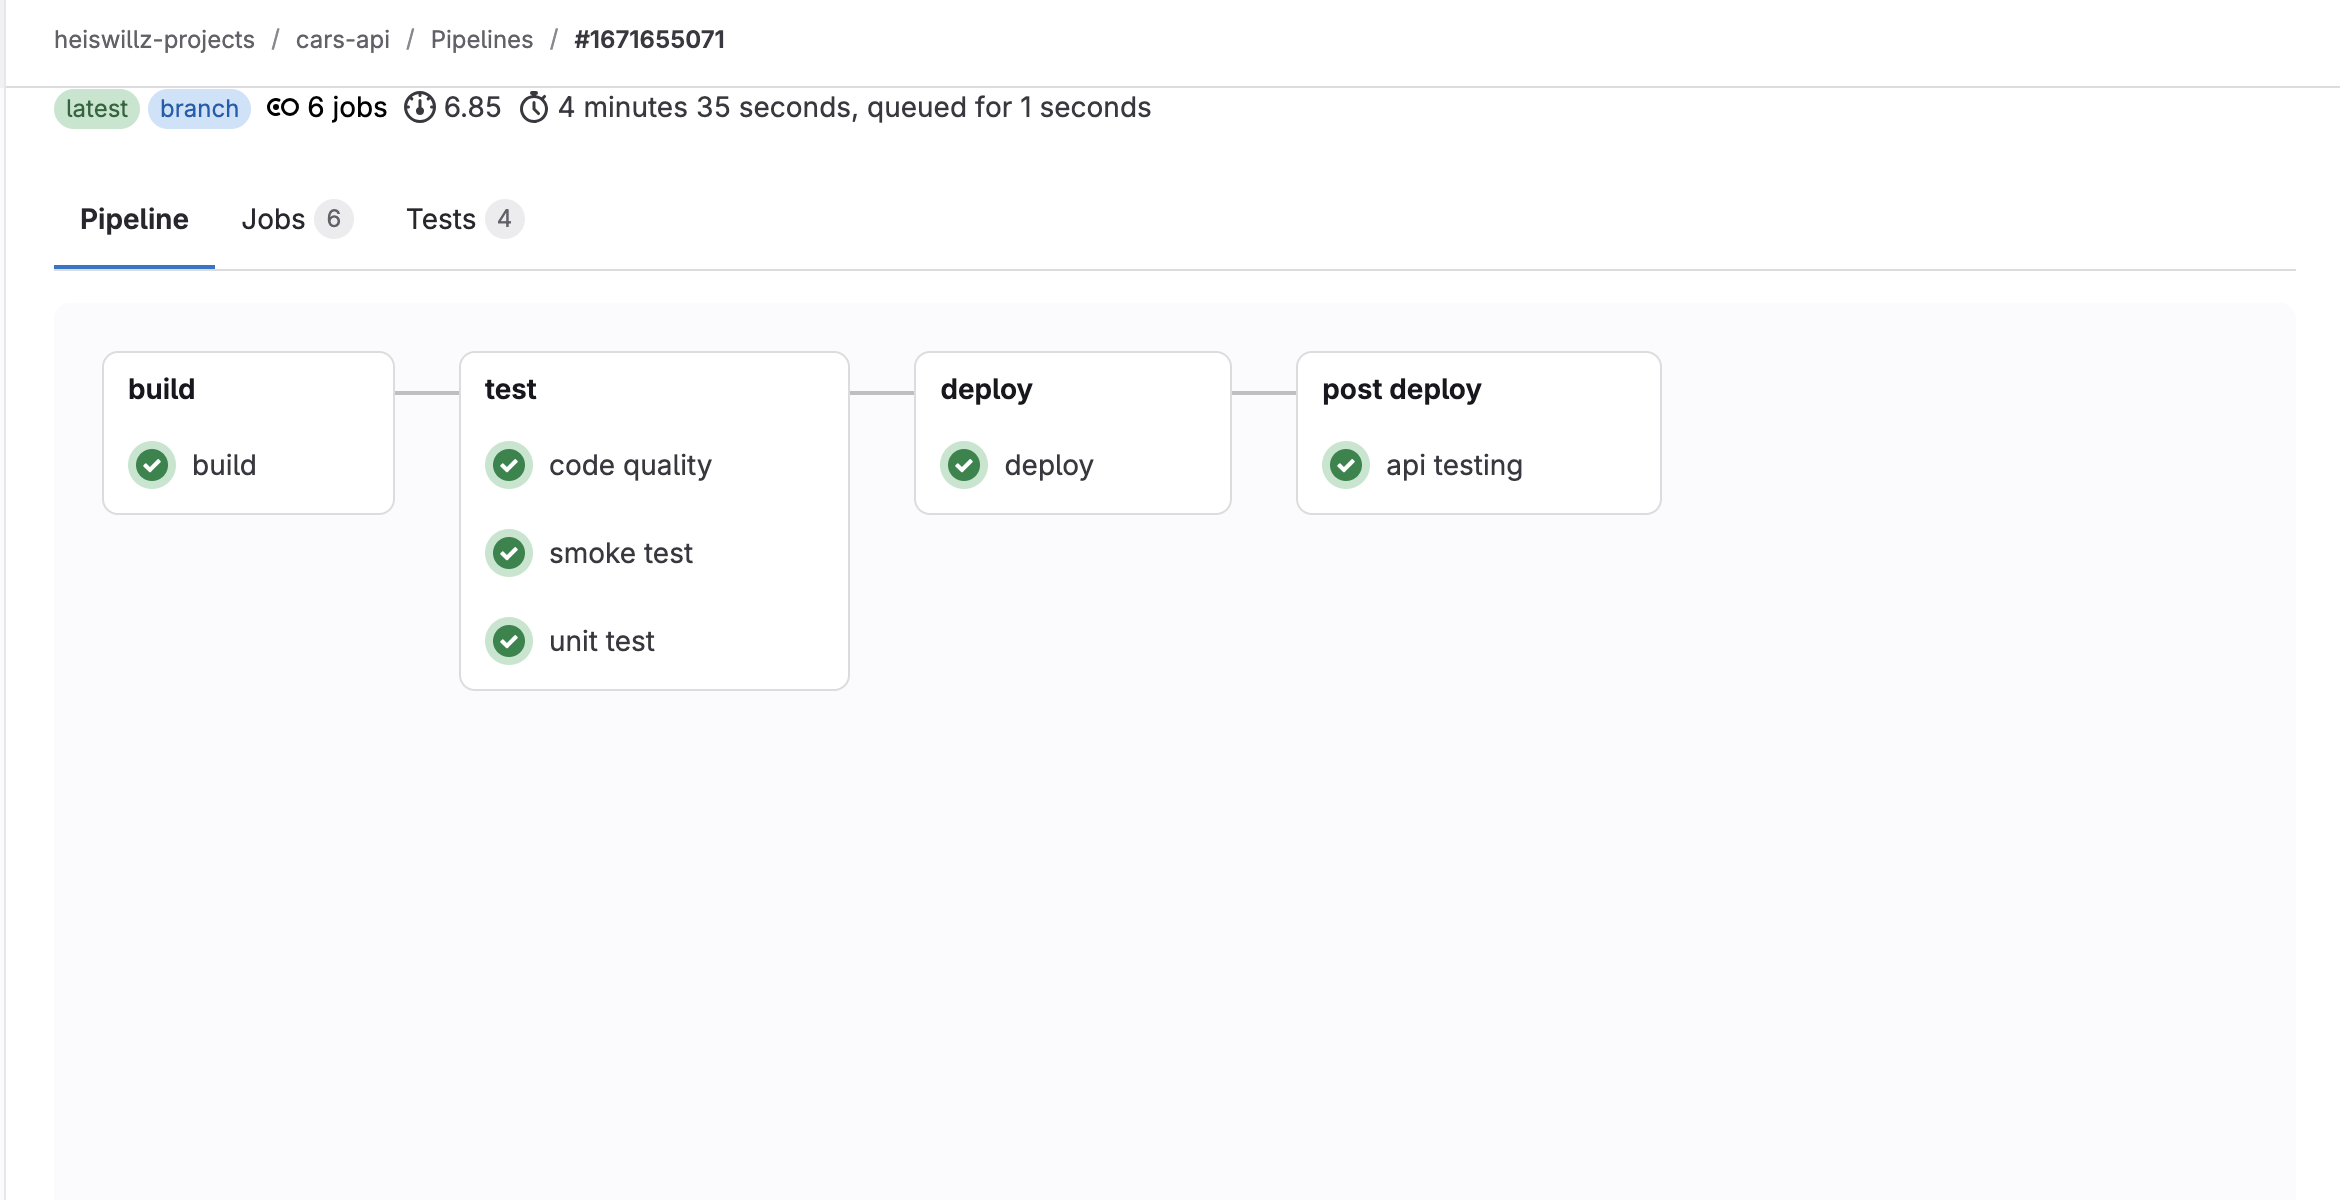 heiswillz-projects / cars-api / Pipelines / #1671655071
latest branch 6 jobs 6.85 4 minutes 35 seconds, queued for 1 seconds
Pipeline Jobs 6 Tests 4
build
build
test
code quality
smoke test
unit test
deploy
deploy
post deploy
api testing